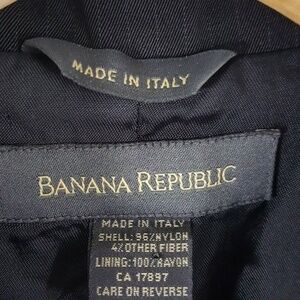 MADE IN ITALY
BANANA REPUBLIC
MADE IN ITALY
SHELL: 96%NYLON
4%OTHER FIBER
LINING:100%RAYON
CA 17897
CARE ON REVERSE